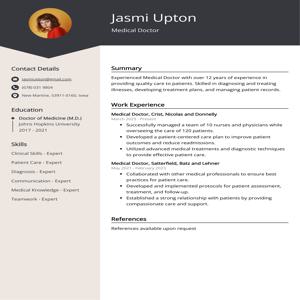 Jasmi Upton
Medical Doctor
Contact Details
jasmiupton@email.com
(078) 031 9804
New Martine, 53911-0160, Iowa
Education
Doctor of Medicine (M.D.)
Johns Hopkins University
2017 - 2021
Skills
Clinical Skills - Expert
Patient Care - Expert
Diagnosis - Expert
Communication - Expert
Medical Knowledge - Expert
Teamwork - Expert
Summary
Experienced Medical Doctor with over 12 years of experience in
providing quality care to patients. Skilled in diagnosing and treating
illnesses, developing treatment plans, and managing patient records.
Work Experience
Medical Doctor, Crist, Nicolas and Donnelly
March 2023 - Present
Successfully managed a team of 10 nurses and physicians while
overseeing the care of 120 patients.
Developed a patient-centered care plan to improve patient
outcomes and reduce readmissions.
Utilized advanced medical treatments and diagnostic techniques
to provide effective patient care.
Medical Doctor, Satterfield, Batz and Lehner
May 2021 - February 2023
Collaborated with other medical professionals to ensure best
practices for patient care.
Developed and implemented protocols for patient assessment,
treatment, and follow-up.
Established strong relationships with patients by providing
compassionate care and support.
References
References available upon request